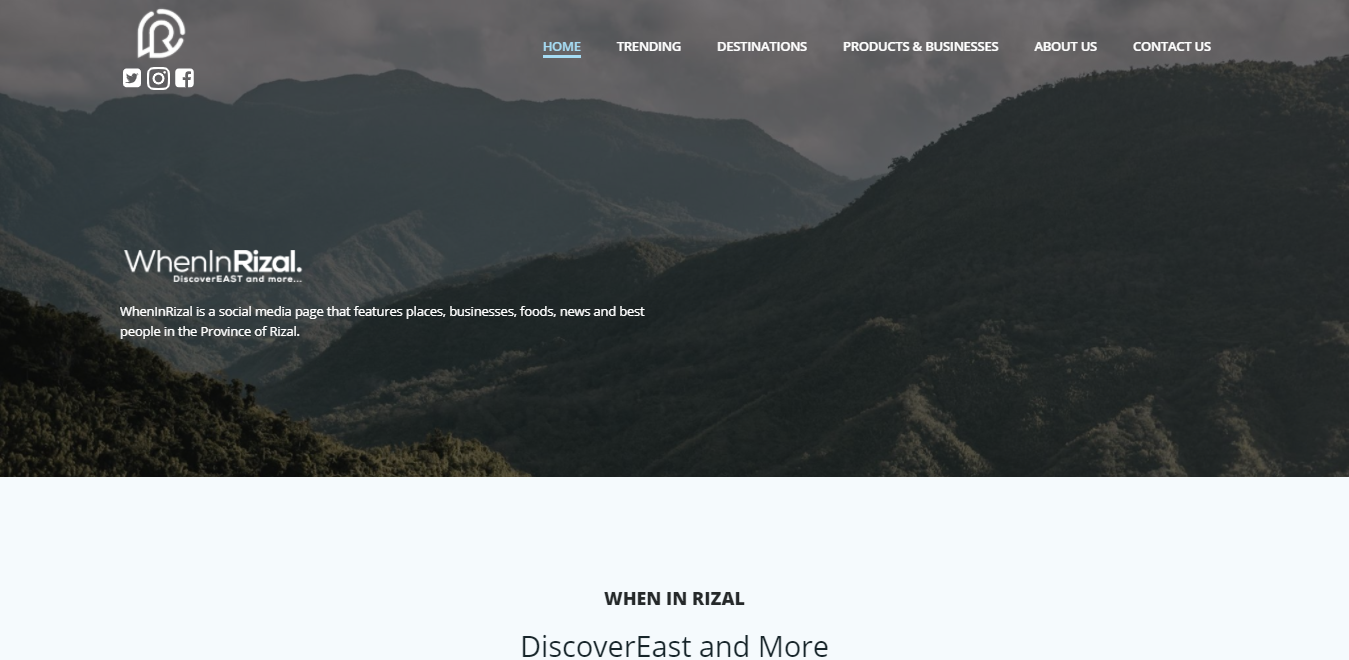 HOME TRENDING DESTINATIONS PRODUCTS & BUSINESSES ABOUT US CONTACT US
WhenInRizal.
DiscoverEAST and more...
WhenInRizal is a social media page that features places, businesses, foods, news and best
people in the Province of Rizal.
WHEN IN RIZAL
DiscoverEast and More